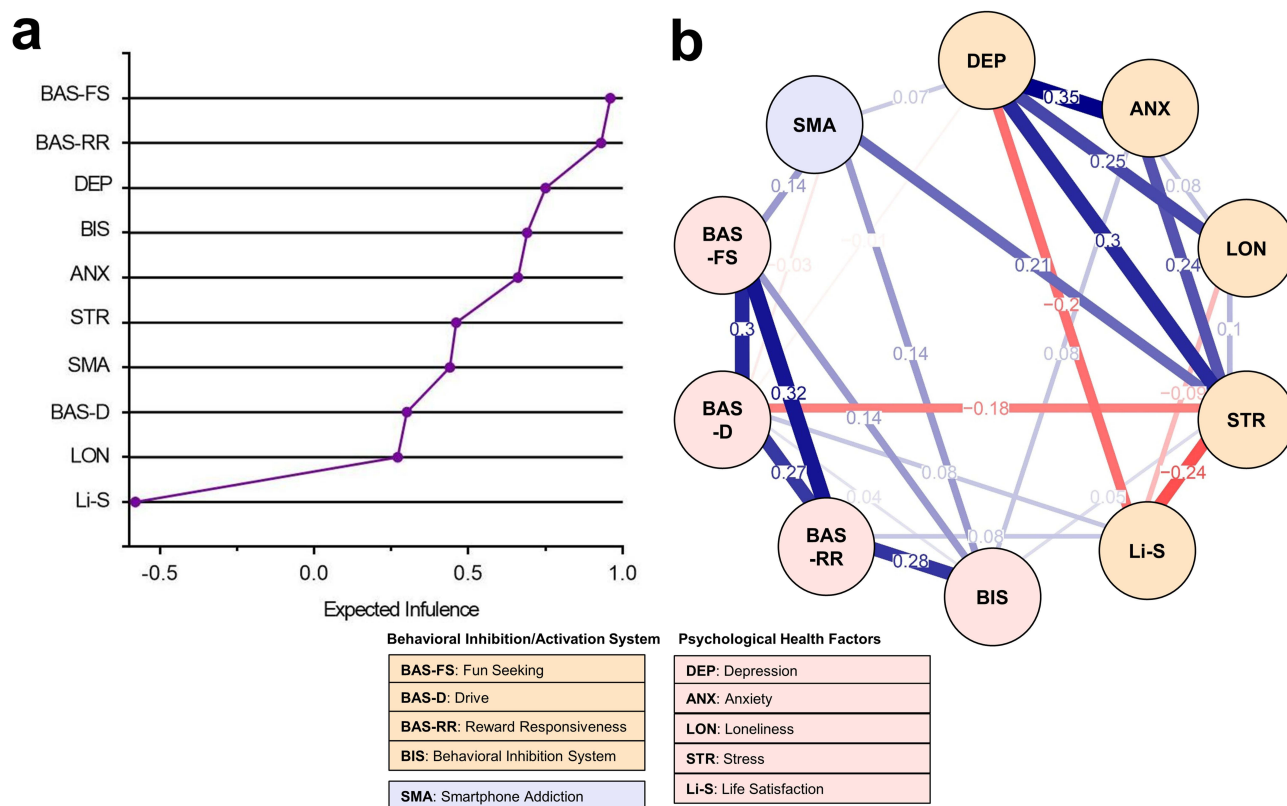 a
BAS-FS
BAS-RR
DEP
BIS
ANX
STR
SMA
BAS-D
LON
Li-S
-0.5
0.0
0.5
1.0
Expected Infulence
b
DEP
ANX
SMA
LON
BAS
-FS
STR
BAS
-D
Li-S
BAS
-RR
BIS
0.07
0.35
0.25
0.08
0.14
−0.03
0.21
0.3
0.24
−0.2
0.1
0.3
0.14
0.08
−0.09
0.32
0.14
−0.18
0.27
0.04
0.08
0.05
−0.24
0.08
0.28
Behavioral Inhibition/Activation System
BAS-FS: Fun Seeking
BAS-D: Drive
BAS-RR: Reward Responsiveness
BIS: Behavioral Inhibition System
SMA: Smartphone Addiction
Psychological Health Factors
DEP: Depression
ANX: Anxiety
LON: Loneliness
STR: Stress
Li-S: Life Satisfaction